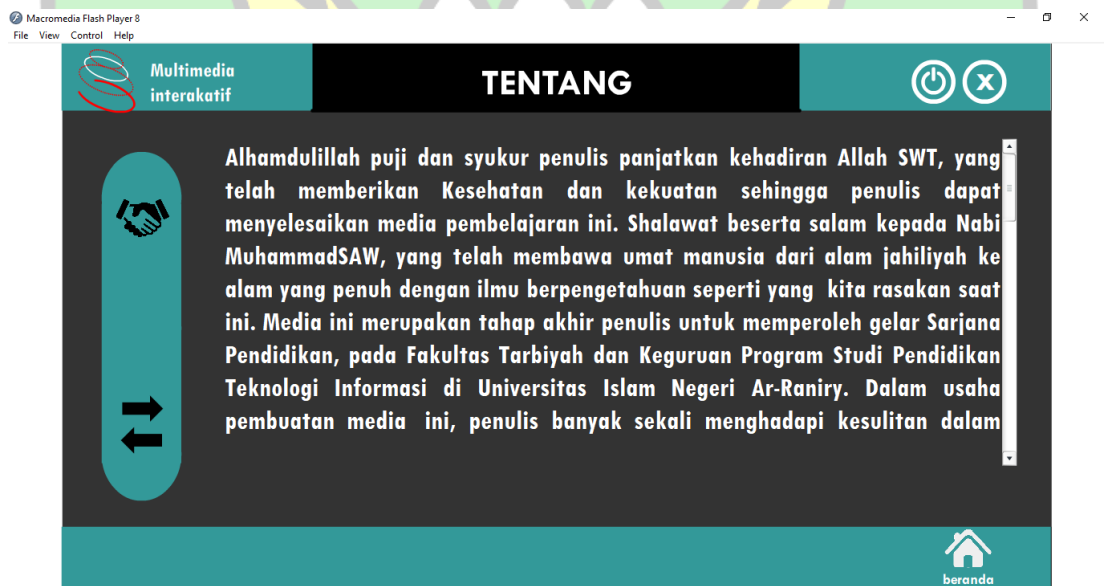 Macromedia Flash Player 8
File View Control Help
Multimedia
interakatif
TENTANG
X
Alhamdulillah puji dan syukur penulis panjatkan kehadiran Allah SWT, yang
telah memberikan Kesehatan dan kekuatan sehingga penulis dapat
menyelesaikan media pembelajaran ini. Shalawat beserta salam kepada Nabi
MuhammadSAW, yang telah membawa umat manusia dari alam jahiliyah ke
alam yang penuh dengan ilmu berpengetahuan seperti yang kita rasakan saat
ini. Media ini merupakan tahap akhir penulis untuk memperoleh gelar Sarjana
Pendidikan, pada Fakultas Tarbiyah dan Keguruan Program Studi Pendidikan
Teknologi Informasi di Universitas Islam Negeri Ar-Raniry. Dalam usaha
pembuatan media ini, penulis banyak sekali menghadapi kesulitan dalam
beranda